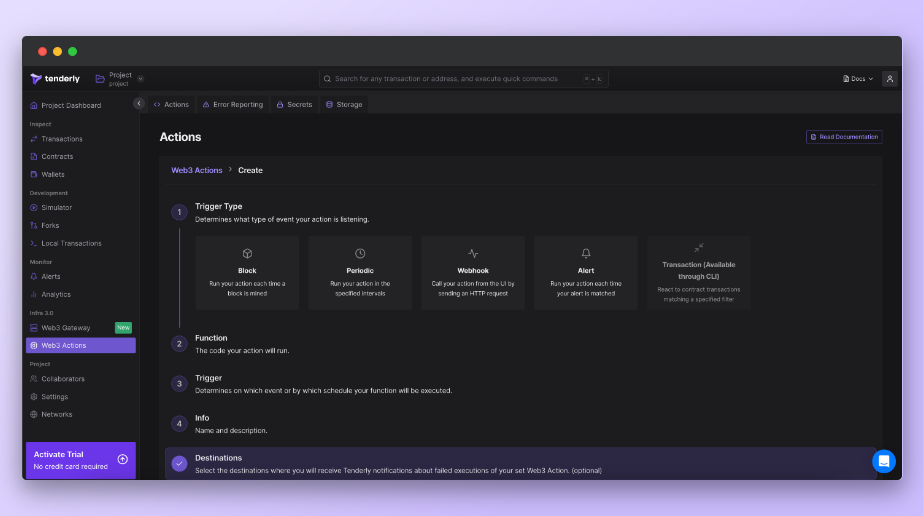 tenderly
Project
project
Search for any transaction or address, and execute quick commands
⌘ + k
Docs
Project Dashboard
Inspect
Transactions
Contracts
Wallets
Development
Simulator
Forks
Local Transactions
Monitor
Alerts
Analytics
Infra 3.0
Web3 Gateway
New
Web3 Actions
Project
Collaborators
Settings
Networks
Activate Trial
No credit card required
Actions
Error Reporting
Secrets
Storage
Actions
Read Documentation
Web3 Actions > Create
1
Trigger Type
Determines what type of event your action is listening.
Block
Run your action each time a
block is mined
Periodic
Run your action in the
specified intervals
Webhook
Call your action from the UI by
sending an HTTP request
Alert
Run your action each time
your alert is matched
Transaction (Available
through CLI)
React to contract transactions
matching a specified filter
2
Function
The code your action will run.
3
Trigger
Determines on which event or by which schedule your function will be executed.
4
Info
Name and description.
Destinations
Select the destinations where you will receive Tenderly notifications about failed executions of your set Web3 Action. (optional)